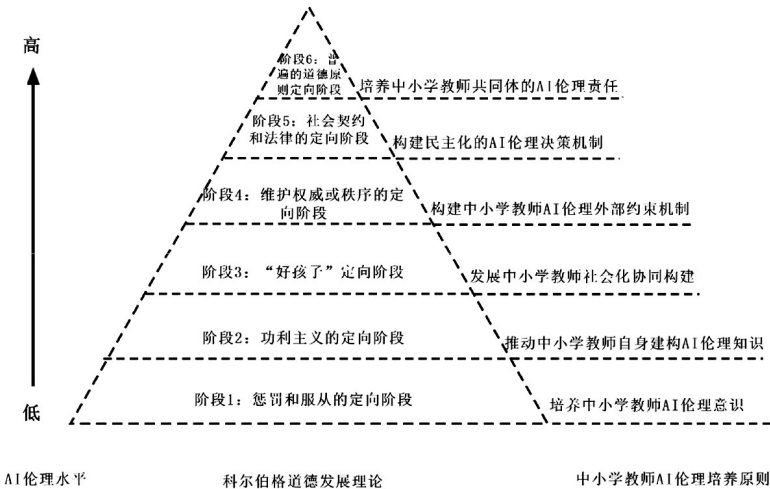 高
阶段6：普
遍的道德原
则定向阶段
培养中小学教师共同体的AI伦理责任
阶段5：社会契约
和法律的定向阶段
构建民主化的AI伦理决策机制
阶段4：维护权威或秩序的定
向阶段
构建中小学教师AI伦理外部约束机制
阶段3：“好孩了”定向阶段
发展中小学教师社会化协同构建
阶段2：功利主义的定向阶段
推动中小学教师自身建构AI伦理知识
阶段1：惩罚和服从的定向阶段
培养中小学教师AI伦理意识
低
AI伦理水平
科尔伯格道德发展理论
中小学教师AI伦理培养原则